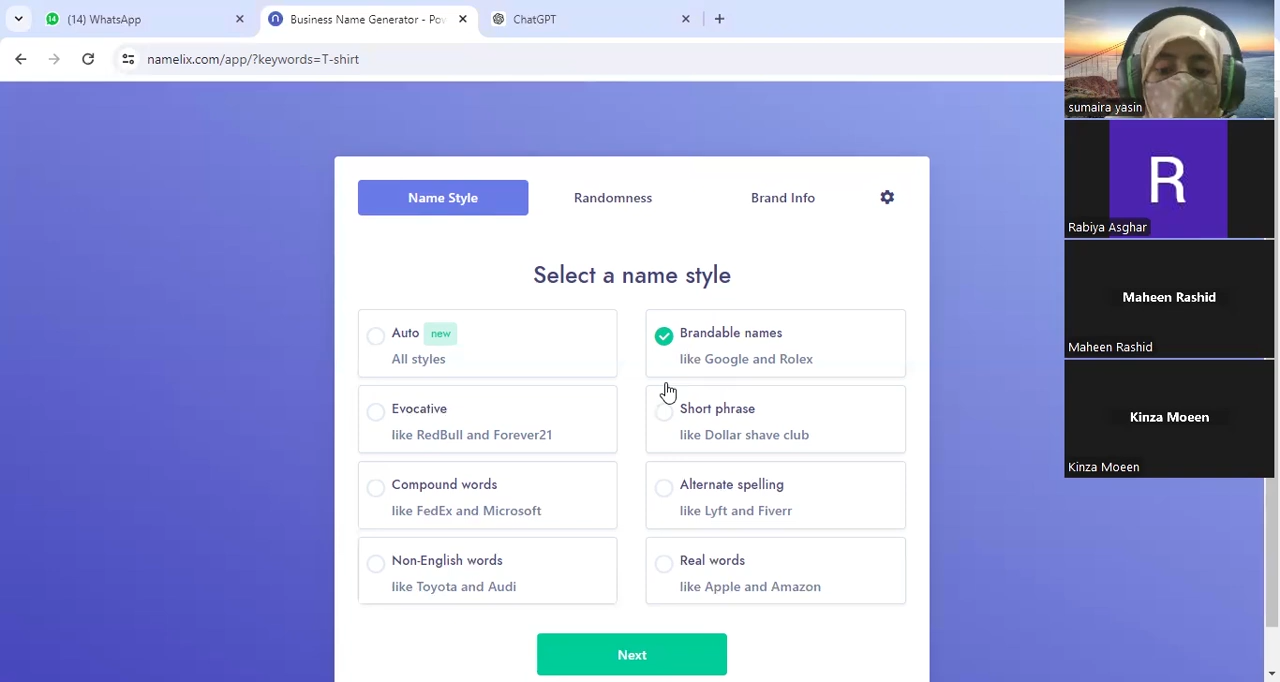 (14) WhatsApp
Business Name Generator - Pow
ChatGPT
namelix.com/app/?keywords=T-shirt
Name Style
Randomness
Brand Info
Select a name style
Auto new
All styles
Brandable names
like Google and Rolex
Evocative
like RedBull and Forever21
Short phrase
like Dollar shave club
Compound words
like FedEx and Microsoft
Alternate spelling
like Lyft and Fiverr
Non-English words
like Toyota and Audi
Real words
like Apple and Amazon
Next
sumaira yasin
R
Rabiya Asghar
Maheen Rashid
Maheen Rashid
Kinza Moeen
Kinza Moeen